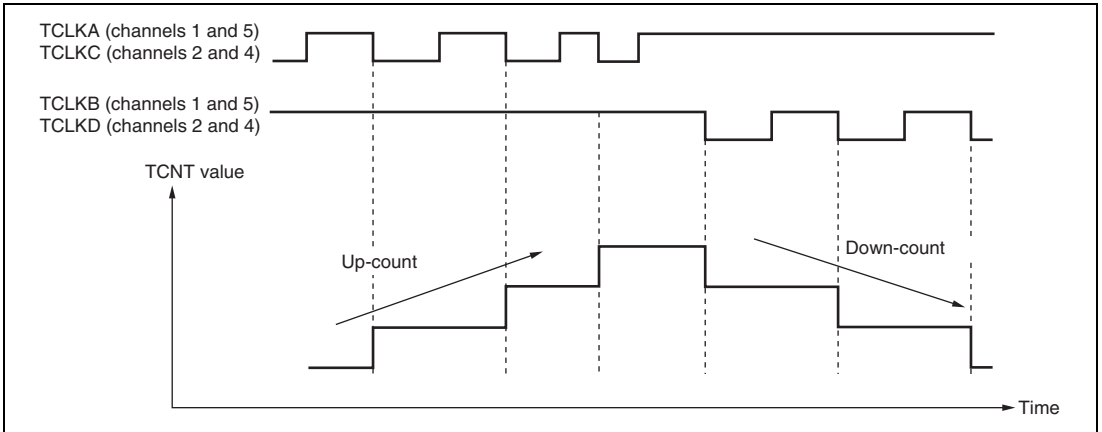 TCLKA (channels 1 and 5)
TCLKC (channels 2 and 4)
TCLKB (channels 1 and 5)
TCLKD (channels 2 and 4)
TCNT value
Up-count
Down-count
Time